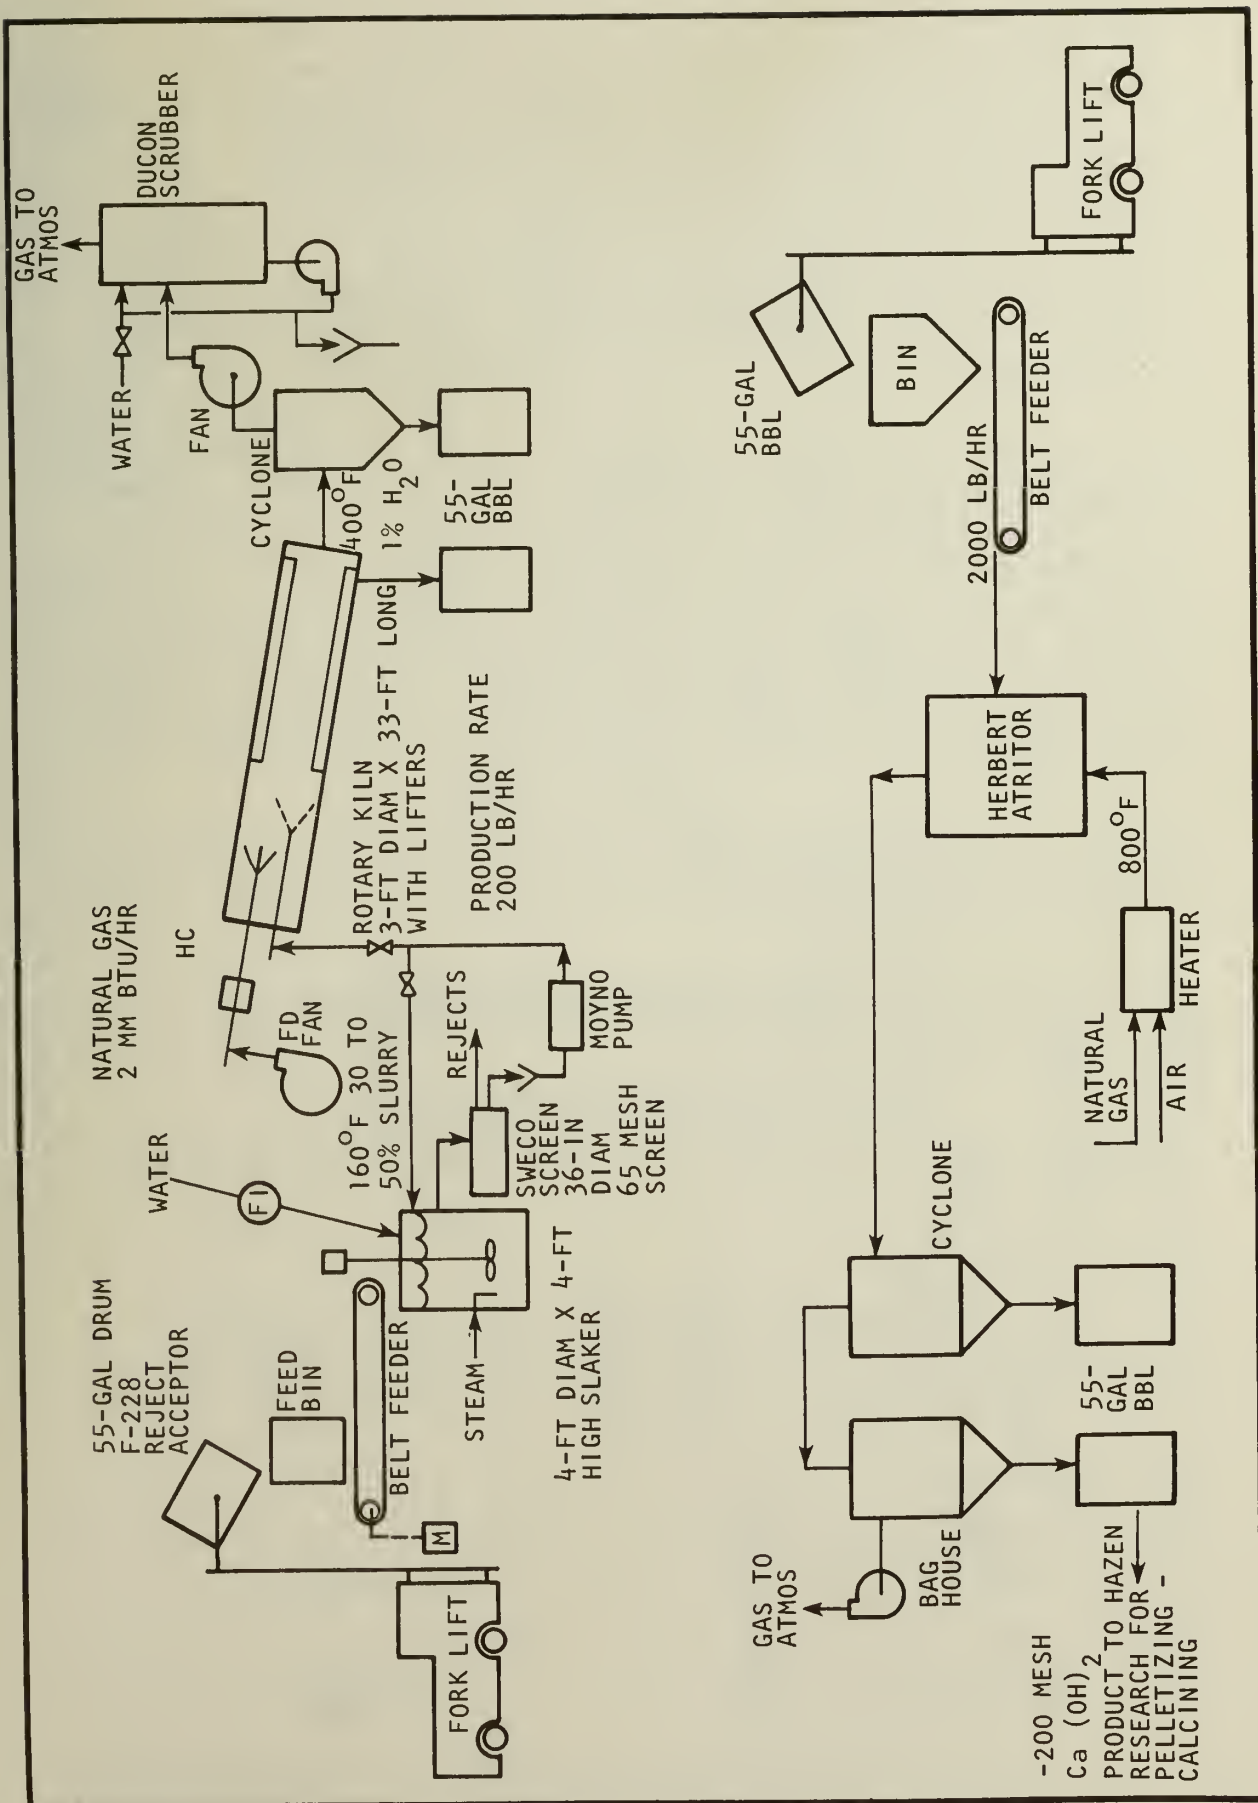 55-GAL DRUM
F-228
REJECT
ACCEPTOR
FORK LIFT
FEED
BIN
BELT FEEDER
M
WATER
FI
STEAM
4-FT DIAM X 4-FT
HIGH SLAKER
160°F 30 TO
50% SLURRY
REJECTS
SWECO
SCREEN
36-IN
DIAM
65 MESH
SCREEN
MOYNO
PUMP
NATURAL GAS
2 MM BTU/HR
FD
FAN
HC
ROTARY KILN
3-FT DIAM X 33-FT LONG
WITH LIFTERS
PRODUCTION RATE
200 LB/HR
CYCLONE
400°F
1% H2O
55-
GAL
BBL
FAN
WATER
GAS TO
ATMOS
DUCON
SCRUBBER
GAS TO
ATMOS
BAG
HOUSE
-200 MESH
Ca (OH)2
PRODUCT TO HAZEN
RESEARCH FOR
PELLETIZING -
CALCINING
55-
GAL
BBL
CYCLONE
NATURAL
GAS
AIR
HEATER
800°F
HERBERT
ATRITOR
2000 LB/HR
BELT FEEDER
BIN
55-GAL
BBL
FORK LIFT